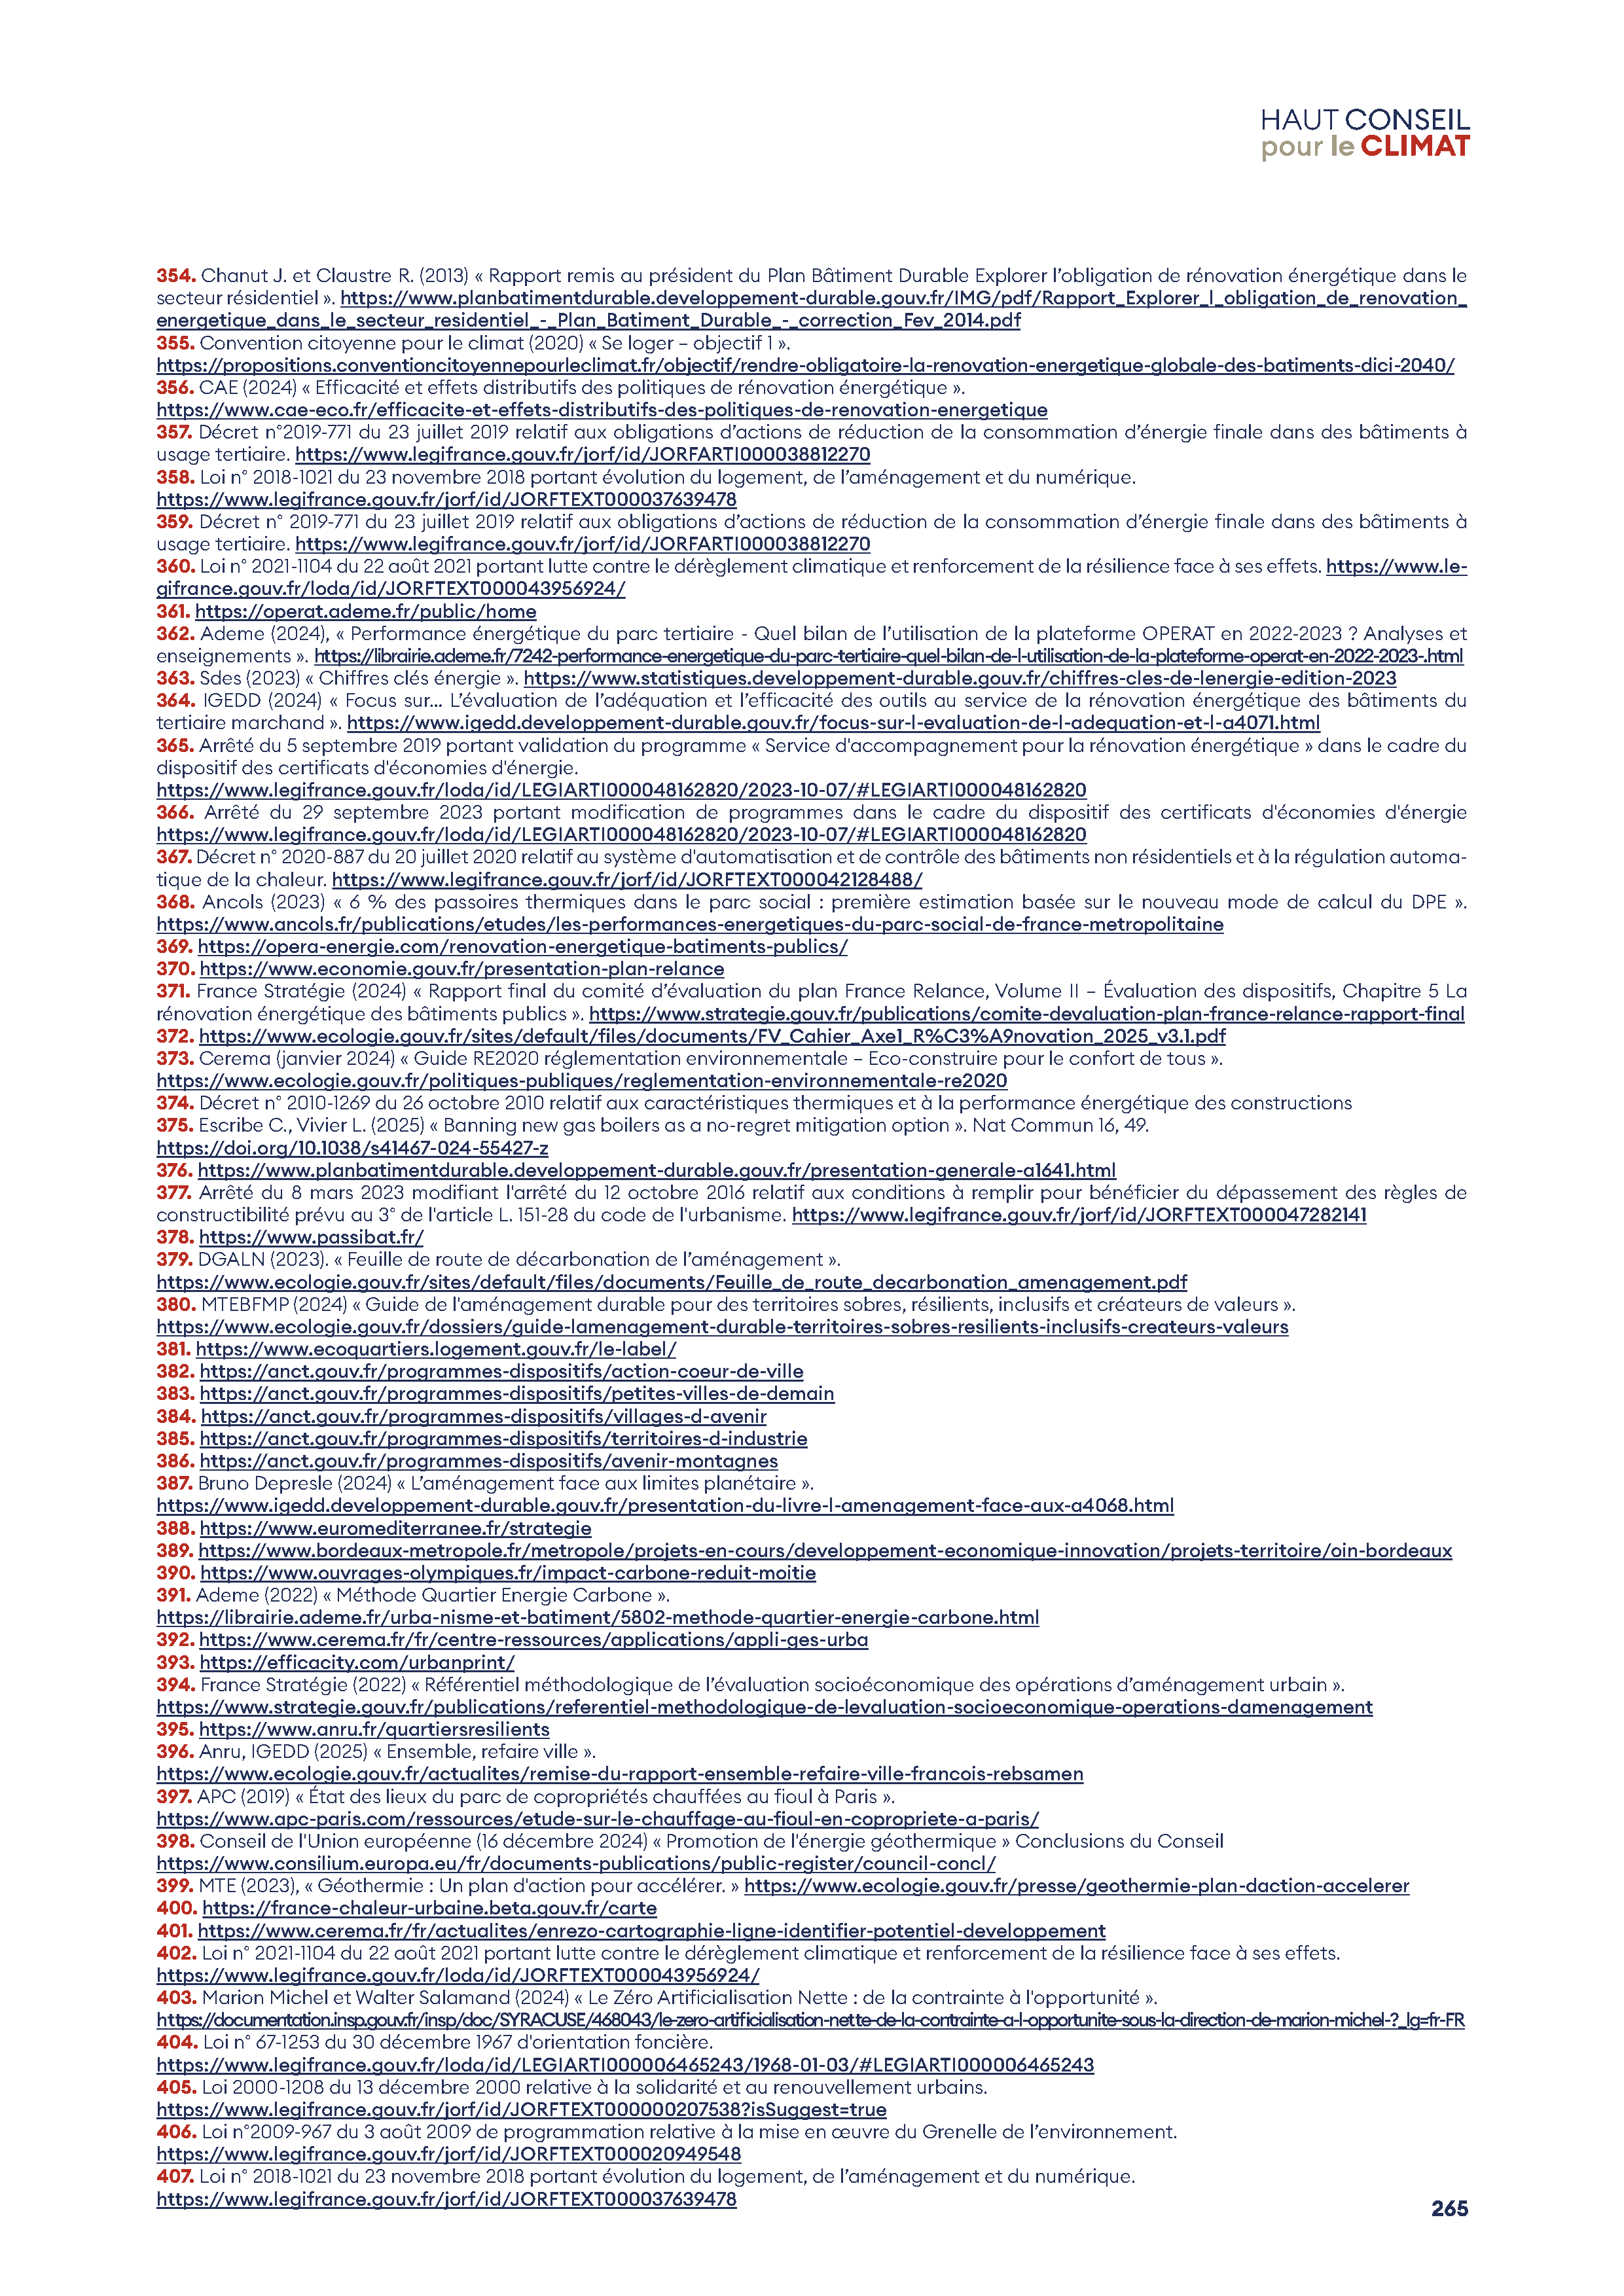 HAUT CONSEIL
pour le CLIMAT
354. Chanut J. et Claustre R. (2013) « Rapport remis au président du Plan Bâtiment Durable Explorer l’obligation de rénovation énergétique dans le
secteur résidentiel ». https://www.planbatimentdurable.developpement-durable.gouv.fr/IMG/pdf/Rapport_Explorer_l_obligation_de_renovation_
energetique_dans_le_secteur_residentiel_-_Plan_Batiment_Durable_-_correction_Fev_2014.pdf
355. Convention citoyenne pour le climat (2020) « Se loger – objectif 1 ».
https://propositions.conventioncitoyennepourleclimat.fr/objectif/rendre-obligatoire-la-renovation-energetique-globale-des-batiments-dici-2040/
356. CAE (2024) « Efficacité et effets distributifs des politiques de rénovation énergétique ».
https://www.cae-eco.fr/efficacite-et-effets-distributifs-des-politiques-de-renovation-energetique
357. Décret n°2019-771 du 23 juillet 2019 relatif aux obligations d’actions de réduction de la consommation d’énergie finale dans des bâtiments à
usage tertiaire. https://www.legifrance.gouv.fr/jorf/id/JORFARTI000038812270
358. Loi n° 2018-1021 du 23 novembre 2018 portant évolution du logement, de l’aménagement et du numérique.
https://www.legifrance.gouv.fr/jorf/id/JORFTEXT000037639478
359. Décret n° 2019-771 du 23 juillet 2019 relatif aux obligations d’actions de réduction de la consommation d’énergie finale dans des bâtiments à
usage tertiaire. https://www.legifrance.gouv.fr/jorf/id/JORFARTI000038812270
360. Loi n° 2021-1104 du 22 août 2021 portant lutte contre le dérèglement climatique et renforcement de la résilience face à ses effets. https://www.le-
gifrance.gouv.fr/loda/id/JORFTEXT000043956924/
361. https://operat.ademe.fr/public/home
362. Ademe (2024), « Performance énergétique du parc tertiaire - Quel bilan de l’utilisation de la plateforme OPERAT en 2022-2023 ? Analyses et
enseignements ». https://librairie.ademe.fr/7242-performance-energetique-du-parc-tertiaire-quel-bilan-de-l-utilisation-de-la-plateforme-operat-en-2022-2023-.html
363. Sdes (2023) « Chiffres clés énergie ». https://www.statistiques.developpement-durable.gouv.fr/chiffres-cles-de-lenergie-edition-2023
364. IGEDD (2024) « Focus sur... L’évaluation de l’adéquation et l’efficacité des outils au service de la rénovation énergétique des bâtiments du
tertiaire marchand ». https://www.igedd.developpement-durable.gouv.fr/focus-sur-l-evaluation-de-l-adequation-et-l-a4071.html
365. Arrêté du 5 septembre 2019 portant validation du programme « Service d'accompagnement pour la rénovation énergétique » dans le cadre du
dispositif des certificats d'économies d'énergie.
https://www.legifrance.gouv.fr/loda/id/LEGIARTI000048162820/2023-10-07/#LEGIARTI000048162820
366. Arrêté du 29 septembre 2023 portant modification de programmes dans le cadre du dispositif des certificats d'économies d'énergie
https://www.legifrance.gouv.fr/loda/id/LEGIARTI000048162820/2023-10-07/#LEGIARTI000048162820
367. Décret n° 2020-887 du 20 juillet 2020 relatif au système d'automatisation et de contrôle des bâtiments non résidentiels et à la régulation automa-
tique de la chaleur. https://www.legifrance.gouv.fr/jorf/id/JORFTEXT000042128488/
368. Ancols (2023) « 6 % des passoires thermiques dans le parc social : première estimation basée sur le nouveau mode de calcul du DPE ».
https://www.ancols.fr/publications/etudes/les-performances-energetiques-du-parc-social-de-france-metropolitaine
369. https://opera-energie.com/renovation-energetique-batiments-publics/
370. https://www.economie.gouv.fr/presentation-plan-relance
371. France Stratégie (2024) « Rapport final du comité d’évaluation du plan France Relance, Volume II – Évaluation des dispositifs, Chapitre 5 La
rénovation énergétique des bâtiments publics ». https://www.strategie.gouv.fr/publications/comite-devaluation-plan-france-relance-rapport-final
372. https://www.ecologie.gouv.fr/sites/default/files/documents/FV_Cahier_Axe1_R%C3%A9novation_2025_v3.1.pdf
373. Cerema (janvier 2024) « Guide RE2020 réglementation environnementale – Eco-construire pour le confort de tous ».
https://www.ecologie.gouv.fr/politiques-publiques/reglementation-environnementale-re2020
374. Décret n° 2010-1269 du 26 octobre 2010 relatif aux caractéristiques thermiques et à la performance énergétique des constructions
375. Escribe C., Vivier L. (2025) « Banning new gas boilers as a no-regret mitigation option ». Nat Commun 16, 49.
https://doi.org/10.1038/s41467-024-55427-z
376. https://www.planbatimentdurable.developpement-durable.gouv.fr/presentation-generale-a1641.html
377. Arrêté du 8 mars 2023 modifiant l'arrêté du 12 octobre 2016 relatif aux conditions à remplir pour bénéficier du dépassement des règles de
constructibilité prévu au 3° de l'article L. 151-28 du code de l'urbanisme. https://www.legifrance.gouv.fr/jorf/id/JORFTEXT000047282141
378. https://www.passibat.fr/
379. DGALN (2023). « Feuille de route de décarbonation de l’aménagement ».
https://www.ecologie.gouv.fr/sites/default/files/documents/Feuille_de_route_decarbonation_amenagement.pdf
380. MTEBFMP (2024) « Guide de l'aménagement durable pour des territoires sobres, résilients, inclusifs et créateurs de valeurs ».
https://www.ecologie.gouv.fr/dossiers/guide-lamenagement-durable-territoires-sobres-resilients-inclusifs-createurs-valeurs
381. https://www.ecoquartiers.logement.gouv.fr/le-label/
382. https://anct.gouv.fr/programmes-dispositifs/action-coeur-de-ville
383. https://anct.gouv.fr/programmes-dispositifs/petites-villes-de-demain
384. https://anct.gouv.fr/programmes-dispositifs/villages-d-avenir
385. https://anct.gouv.fr/programmes-dispositifs/territoires-d-industrie
386. https://anct.gouv.fr/programmes-dispositifs/avenir-montagnes
387. Bruno Depresle (2024) « L’aménagement face aux limites planétaire ».
https://www.igedd.developpement-durable.gouv.fr/presentation-du-livre-l-amenagement-face-aux-a4068.html
388. https://www.euromediterranee.fr/strategie
389. https://www.bordeaux-metropole.fr/metropole/projets-en-cours/developpement-economique-innovation/projets-territoire/oin-bordeaux
390. https://www.ouvrages-olympiques.fr/impact-carbone-reduit-moitie
391. Ademe (2022) « Méthode Quartier Energie Carbone ».
https://librairie.ademe.fr/urba-nisme-et-batiment/5802-methode-quartier-energie-carbone.html
392. https://www.cerema.fr/fr/centre-ressources/applications/appli-ges-urba
393. https://efficacity.com/urbanprint/
394. France Stratégie (2022) « Référentiel méthodologique de l’évaluation socioéconomique des opérations d’aménagement urbain ».
https://www.strategie.gouv.fr/publications/referentiel-methodologique-de-levaluation-socioeconomique-operations-damenagement
395. https://www.anru.fr/quartiersresilients
396. Anru, IGEDD (2025) « Ensemble, refaire ville ».
https://www.ecologie.gouv.fr/actualites/remise-du-rapport-ensemble-refaire-ville-francois-rebsamen
397. APC (2019) « État des lieux du parc de copropriétés chauffées au fioul à Paris ».
https://www.apc-paris.com/ressources/etude-sur-le-chauffage-au-fioul-en-copropriete-a-paris/
398. Conseil de l'Union européenne (16 décembre 2024) « Promotion de l'énergie géothermique » Conclusions du Conseil
https://www.consilium.europa.eu/fr/documents-publications/public-register/council-concl/
399. MTE (2023), « Géothermie : Un plan d'action pour accélérer. » https://www.ecologie.gouv.fr/presse/geothermie-plan-daction-accelerer
400. https://france-chaleur-urbaine.beta.gouv.fr/carte
401. https://www.cerema.fr/fr/actualites/enrezo-cartographie-ligne-identifier-potentiel-developpement
402. Loi n° 2021-1104 du 22 août 2021 portant lutte contre le dérèglement climatique et renforcement de la résilience face à ses effets.
https://www.legifrance.gouv.fr/loda/id/JORFTEXT000043956924/
403. Marion Michel et Walter Salamand (2024) « Le Zéro Artificialisation Nette : de la contrainte à l'opportunité ».
https://documentation.insp.gouv.fr/insp/doc/SYRACUSE/468043/le-zero-artificialisation-nette-de-la-contrainte-a-l-opportunite-sous-la-direction-de-marion-michel-?_lg=fr-FR
404. Loi n° 67-1253 du 30 décembre 1967 d'orientation foncière.
https://www.legifrance.gouv.fr/loda/id/LEGIARTI000006465243/1968-01-03/#LEGIARTI000006465243
405. Loi 2000-1208 du 13 décembre 2000 relative à la solidarité et au renouvellement urbains.
https://www.legifrance.gouv.fr/jorf/id/JORFTEXT000000207538?isSuggest=true
406. Loi n°2009-967 du 3 août 2009 de programmation relative à la mise en œuvre du Grenelle de l’environnement.
https://www.legifrance.gouv.fr/jorf/id/JORFTEXT000020949548
407. Loi n° 2018-1021 du 23 novembre 2018 portant évolution du logement, de l’aménagement et du numérique.
https://www.legifrance.gouv.fr/jorf/id/JORFTEXT000037639478
265